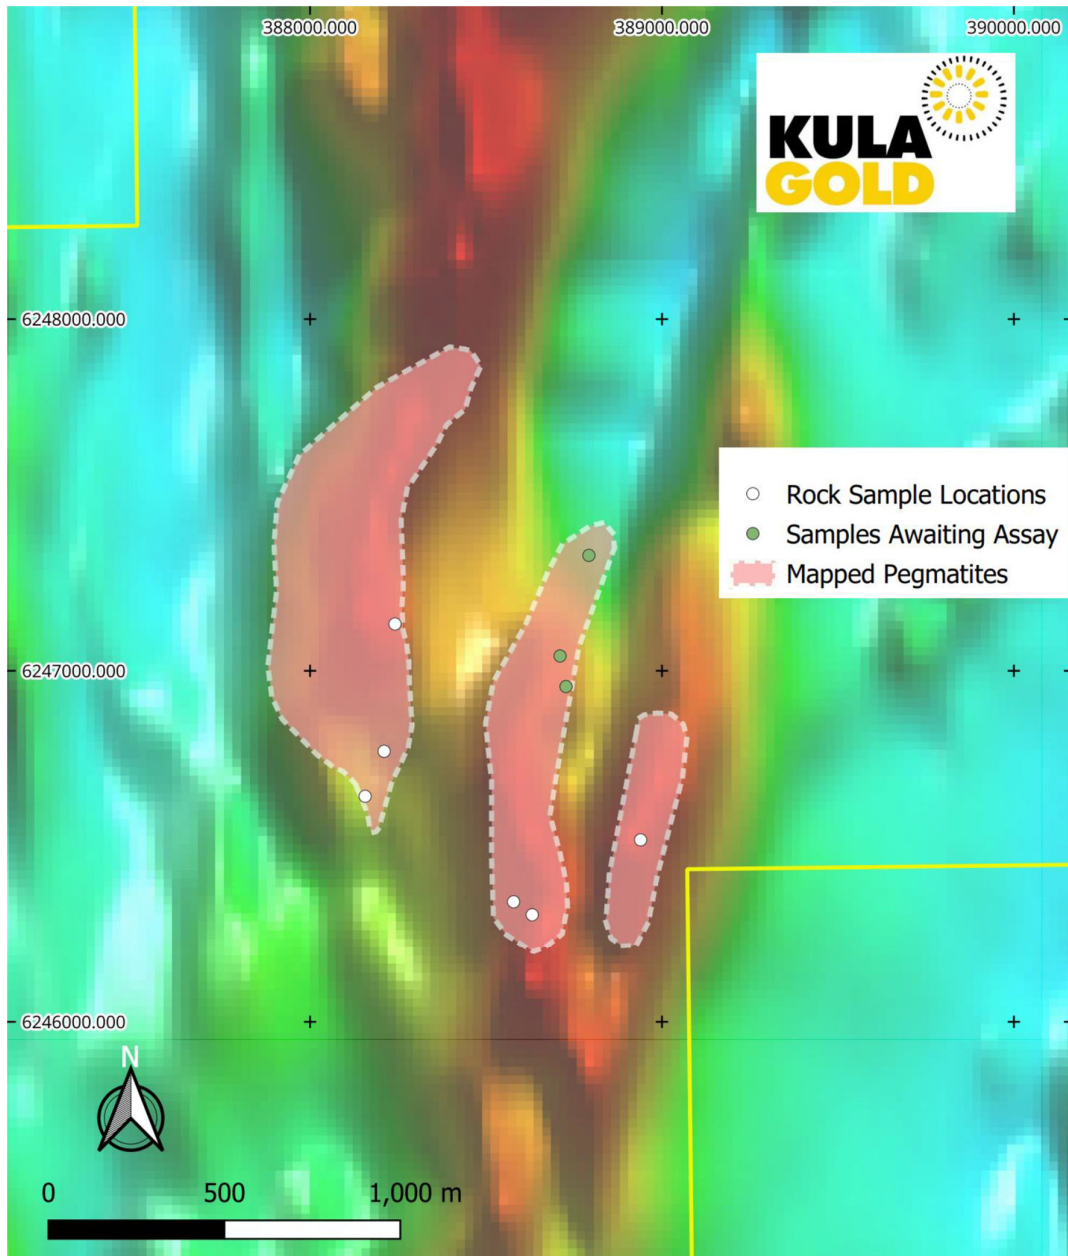 388000.000
389000.000
390000.000
KULA
GOLD
6248000.000
Rock Sample Locations
Samples Awaiting Assay
Mapped Pegmatites
6247000.000
6246000.000
N
0 500 1,000 m